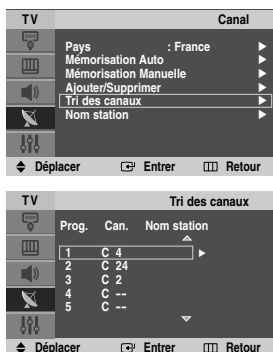 TV Canal
Pays : France
Mémorisation Auto
Mémorisation Manuelle
Ajouter/Supprimer
Tri des canaux
Nom station
Déplacer Entrer Retour
TV Tri des canaux
Prog. Can. Nom station
1 C 4
2 C 24
3 C 2
4 C --
5 C --
Déplacer Entrer Retour